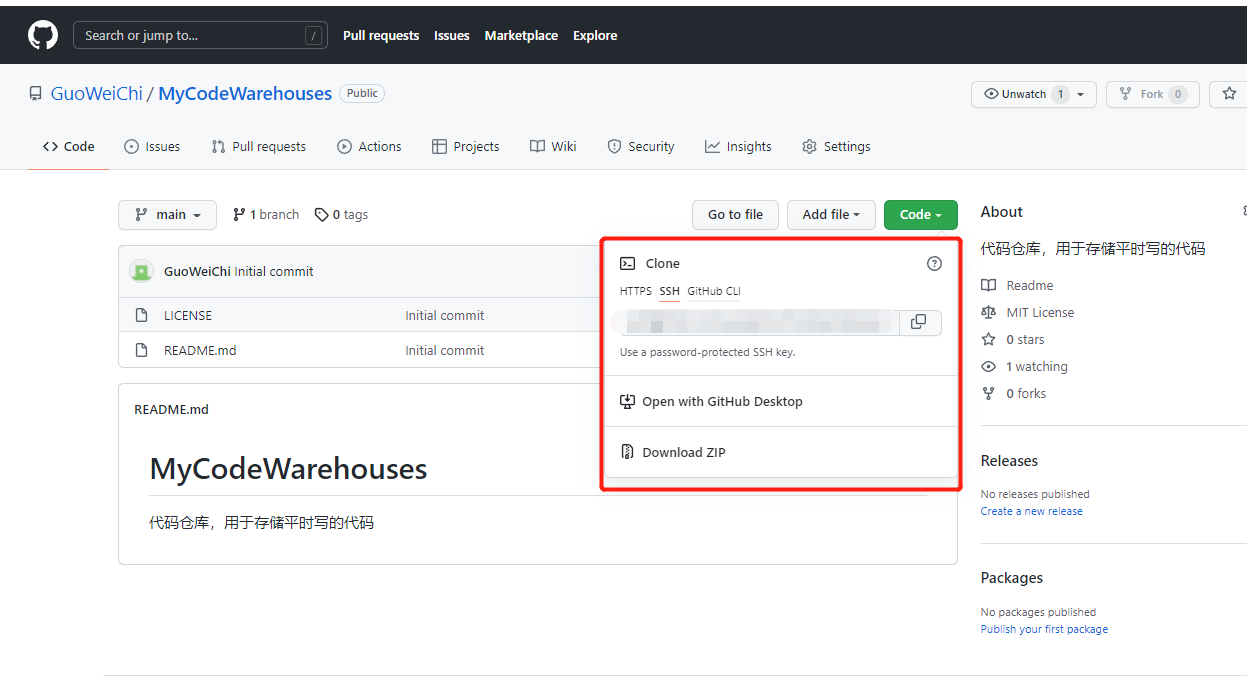 Search or jump to... / Pull requests Issues Marketplace Explore
GuoWeiChi / MyCodeWarehouses Public Unwatch 1 Fork 0
Code Issues Pull requests Actions Projects Wiki Security Insights Settings
main 1 branch 0 tags Go to file Add file Code
GuoWeiChi Initial commit
LICENSE Initial commit
README.md Initial commit
Clone
HTTPS SSH GitHub CLI
Use a password-protected SSH key.
Open with GitHub Desktop
Download ZIP
README.md
MyCodeWarehouses
代码仓库，用于存储平时写的代码
About
代码仓库，用于存储平时写的代码
Readme
MIT License
0 stars
1 watching
0 forks
Releases
No releases published
Create a new release
Packages
No packages published
Publish your first package